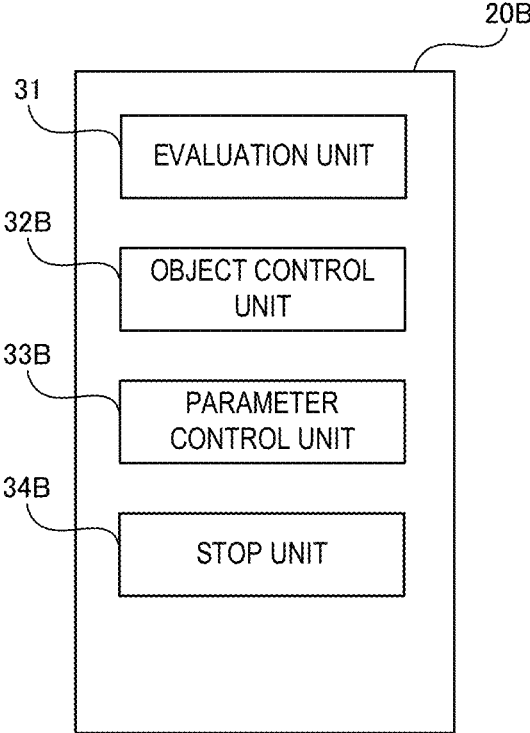 20B
31
EVALUATION UNIT
32B
OBJECT CONTROL
UNIT
33B
PARAMETER
CONTROL UNIT
34B
STOP UNIT